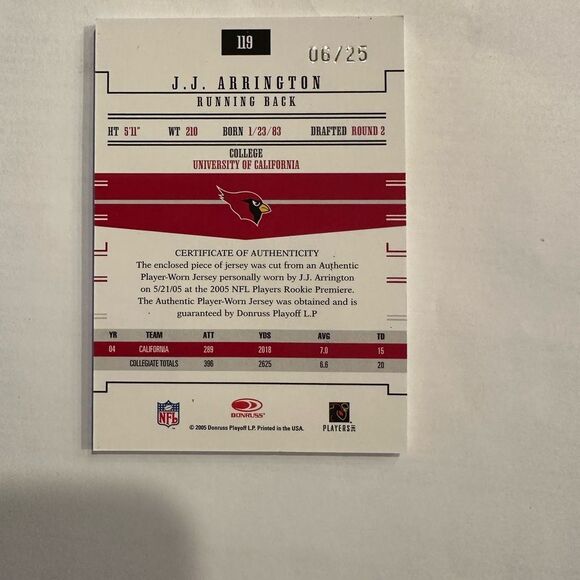 119
06/25
J.J. ARRINGTON
RUNNING BACK
HT 5'11" WT 210 BORN 1/23/83 DRAFTED ROUND 2
COLLEGE
UNIVERSITY OF CALIFORNIA
CERTIFICATE OF AUTHENTICITY
The enclosed piece of jersey was cut from an Authentic
Player-Worn Jersey personally worn by J.J. Arrington
on 5/21/05 at the 2005 NFL Players Rookie Premiere.
The Authentic Player-Worn Jersey was obtained and is
guaranteed by Donruss Playoff L.P
YR TEAM ATT YDS AVG TD
04 CALIFORNIA 289 2018 7.0 15
COLLEGIATE TOTALS 396 2625 6.6 20
NFL DONRUSS PLAYERS
© 2005 Donruss Playoff L.P. Printed in the USA.